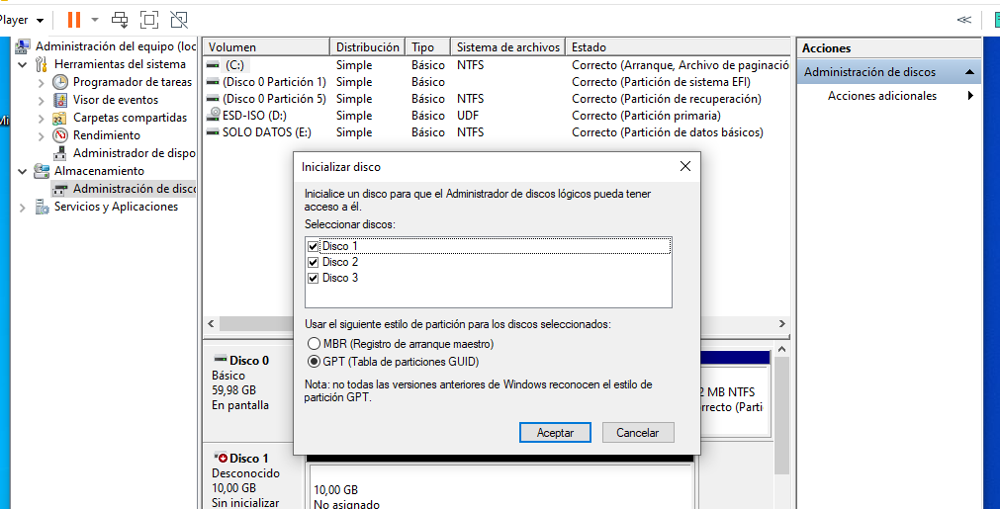 Player
Administración del equipo (loc
Herramientas del sistema
Programador de tareas
Visor de eventos
Carpetas compartidas
Rendimiento
Administrador de dispo
Almacenamiento
Administración de disco
Servicios y Aplicaciones
Volumen Distribución Tipo Sistema de archivos Estado
(C:) Simple Básico NTFS Correcto (Arranque, Archivo de paginació
(Disco 0 Partición 1) Simple Básico Correcto (Partición de sistema EFI)
(Disco 0 Partición 5) Simple Básico NTFS Correcto (Partición de recuperación)
ESD-ISO (D:) Simple Básico UDF Correcto (Partición primaria)
SOLO DATOS (E:) Simple Básico NTFS Correcto (Partición de datos básicos)
Inicializar disco
Inicialice un disco para que el Administrador de discos lógicos pueda tener
acceso a él.
Seleccionar discos:
Disco 1
Disco 2
Disco 3
Usar el siguiente estilo de partición para los discos seleccionados:
MBR (Registro de arranque maestro)
GPT (Tabla de particiones GUID)
Nota: no todas las versiones anteriores de Windows reconocen el estilo de
partición GPT.
Aceptar Cancelar
Disco 0
Básico
59,98 GB
En pantalla
2 MB NTFS
rrecto (Parti
Disco 1
Desconocido
10,00 GB
Sin inicializar
10,00 GB
No asignado
Acciones
Administración de discos
Acciones adicionales